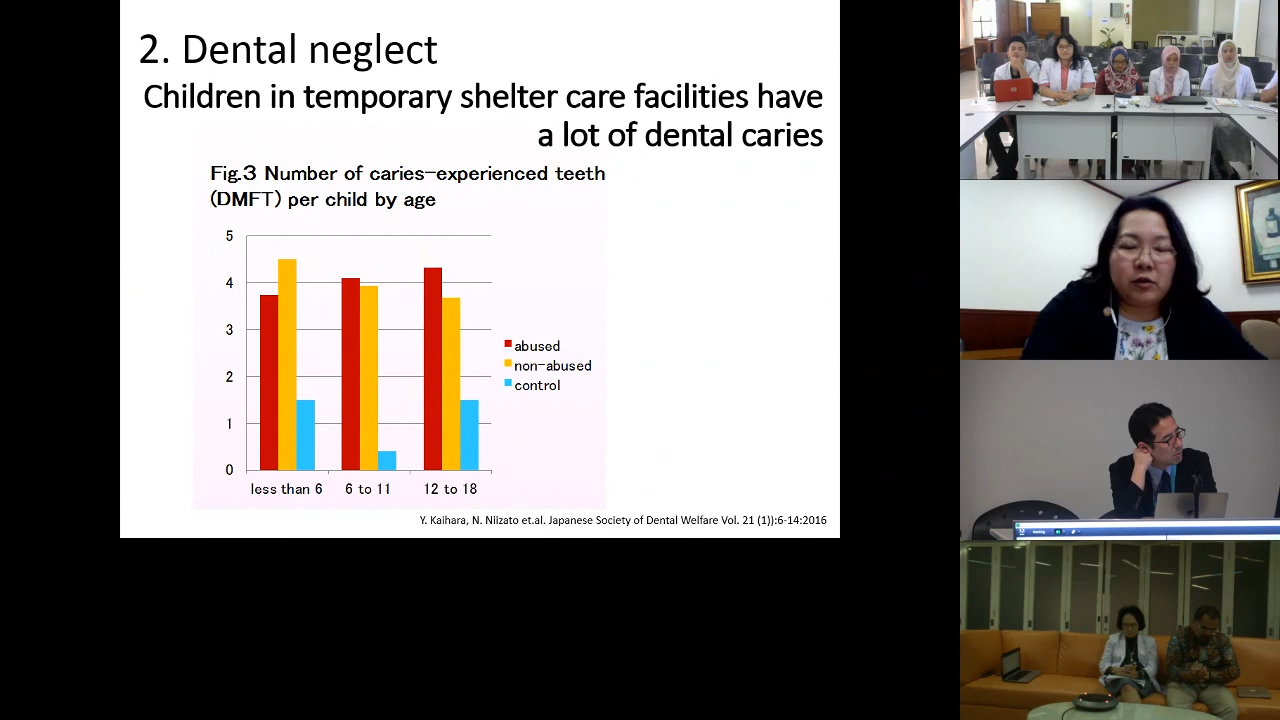 2. Dental neglect
Children in temporary shelter care facilities have
a lot of dental caries
Fig.3 Number of caries-experienced teeth
(DMFT) per child by age
5
4
3
2
1
0
abused
non-abused
control
less than 6
6 to 11
12 to 18
Y. Kaihara, N. NIizato et.al. Japanese Society of Dental Welfare Vol. 21 (1)):6-14:2016